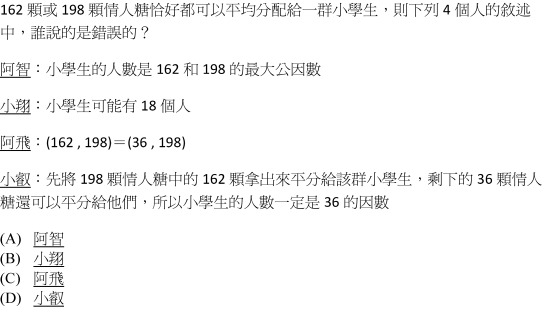 162 顆或 198 顆情人糖恰好都可以平均分配給一群小學生，則下列 4 個人的敘述
中，誰說的是錯誤的？
阿智：小學生的人數是 162 和 198 的最大公因數
小翔：小學生可能有 18 個人
阿飛：(162 , 198)＝(36 , 198)
小叡：先將 198 顆情人糖中的 162 顆拿出來平分給該群小學生，剩下的 36 顆情人
糖還可以平分給他們，所以小學生的人數一定是 36 的因數
(A) 阿智
(B) 小翔
(C) 阿飛
(D) 小叡